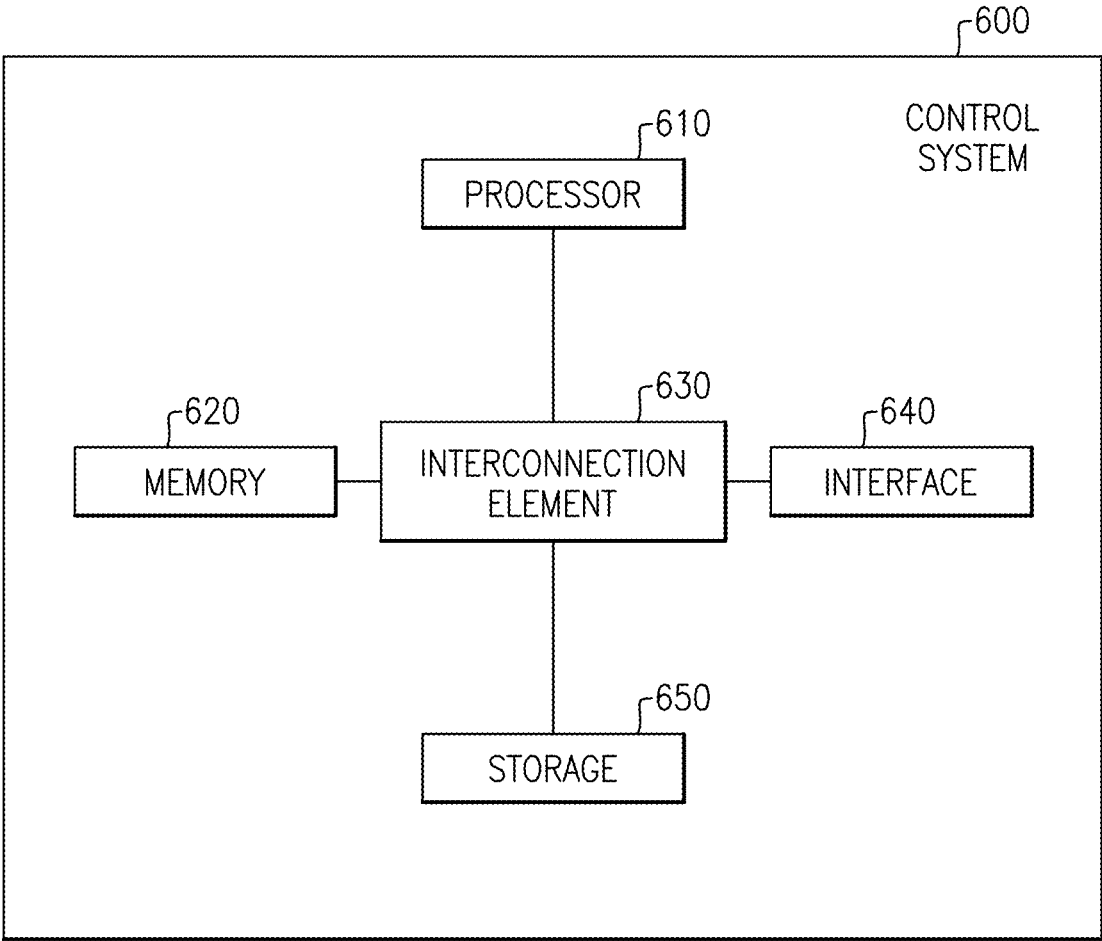 600
CONTROL
SYSTEM
610
PROCESSOR
630
620
640
INTERCONNECTION
ELEMENT
MEMORY
INTERFACE
650
STORAGE